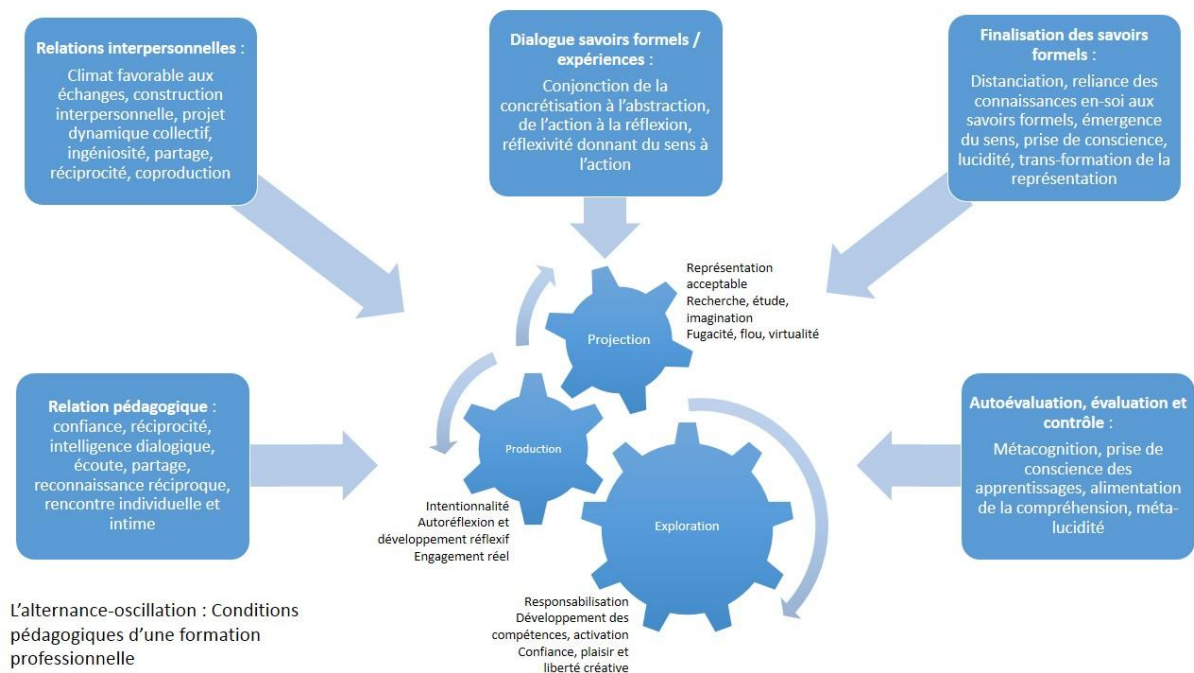 Relations interpersonnelles :
Climat favorable aux
échanges, construction
interpersonnelle, projet
dynamique collectif,
ingéniosité, partage,
réciprocité, coproduction
Dialogue savoirs formels /
expériences :
Conjonction de la
concrétisation à l'abstraction,
de l'action à la réflexion,
réflexivité donnant du sens à
l'action
Finalisation des savoirs
formels :
Distanciation, reliance des
connaissances en-soi aux
savoirs formels, émergence
du sens, prise de conscience,
lucidité, trans-formation de la
représentation
Représentation
acceptable
Recherche, étude,
imagination
Fugacité, flou, virtualité
Projection
Relation pédagogique :
confiance, réciprocité,
intelligence dialogique,
écoute, partage,
reconnaissance réciproque,
rencontre individuelle et
intime
Production
Intentionnalité
Autoréflexion et
développement réflexif
Engagement réel
Exploration
Responsabilisation
Développement des
compétences, activation
Confiance, plaisir et
liberté créative
Autoévaluation, évaluation et
contrôle :
Métacognition, prise de
conscience des
apprentissages, alimentation
de la compréhension, méta-
lucidité
L'alternance-oscillation : Conditions
pédagogiques d'une formation
professionnelle